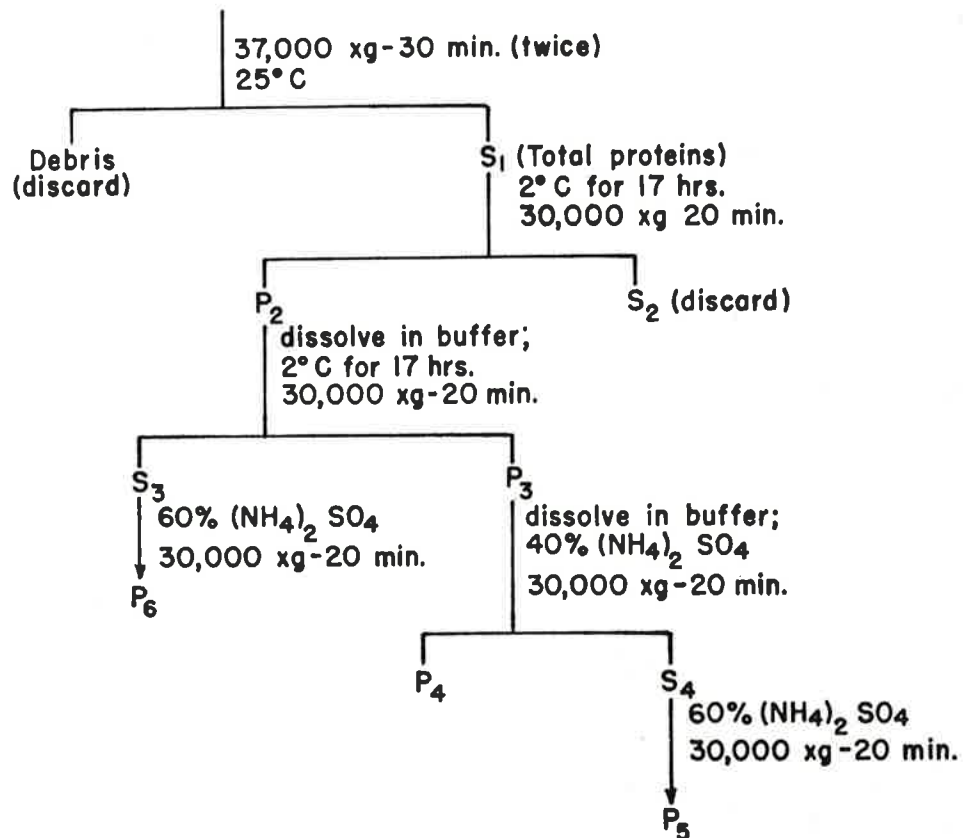 37,000 xg-30 min. (twice)
25°C
Debris
(discard)
S1 (Total proteins)
2°C for 17 hrs.
30,000 xg 20 min.
P2
dissolve in buffer;
2°C for 17 hrs.
30,000 xg-20 min.
S2 (discard)
S3
60% (NH4)2 SO4
30,000 xg-20 min.
P6
P3
dissolve in buffer;
40% (NH4)2 SO4
30,000 xg-20 min.
P4
S4
60% (NH4)2 SO4
30,000 xg-20 min.
P5